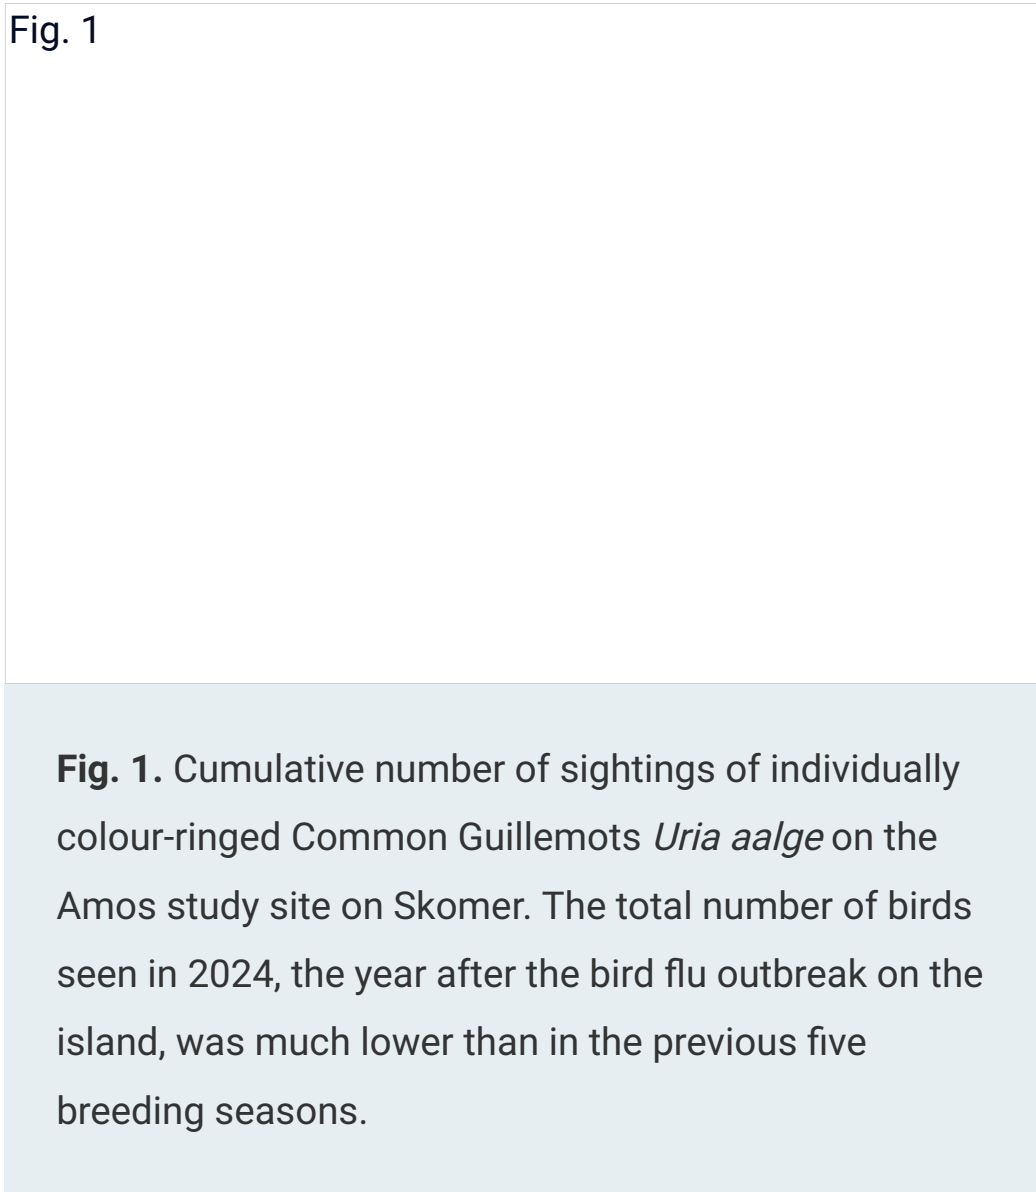 Fig. 1
Fig. 1. Cumulative number of sightings of individually
colour-ringed Common Guillemots Uria aalge on the
Amos study site on Skomer. The total number of birds
seen in 2024, the year after the bird flu outbreak on the
island, was much lower than in the previous five
breeding seasons.